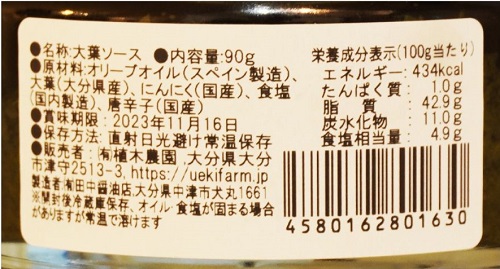 ●名称:大葉ソース ●内容量:90g
●原材料:オリーブオイル(スペイン製造)、
大葉(大分県産)、にんにく(国産)、食塩
(国内製造)、唐辛子(国産)
●賞味期限:2023年11月16日
●保存方法:直射日光避け常温保存
●販売者:有植木農園 大分県大分
市津守2513-3, https://uekifarm.jp
製造者:有田中醤油店大分県中津市犬丸1661
※開封後冷蔵庫保存、オイル・食塩が固まる場合
がありますが常温で溶けます
栄養成分表示(100g当たり)
エネルギー:434kcal
たんぱく質:1.0g
脂質:42.9g
炭水化物:11.0g
食塩相当量:4.9g
4580162801630